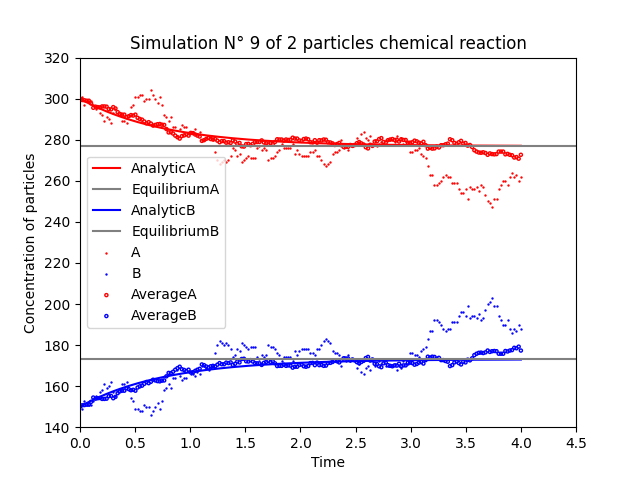 Simulation N° 9 of 2 particles chemical reaction
Concentration of particles
320
300
280
260
240
220
200
180
160
140
AnalyticA
EquilibriumA
AnalyticB
EquilibriumB
A
B
AverageA
AverageB
0.0 0.5 1.0 1.5 2.0 2.5 3.0 3.5 4.0 4.5
Time